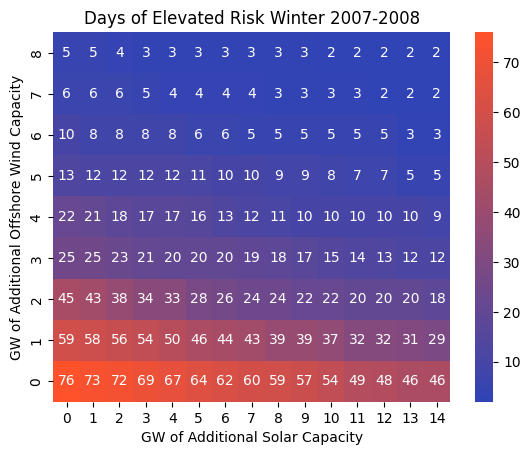 Days of Elevated Risk Winter 2007-2008
GW of Additional Offshore Wind Capacity
8 5 5 4 3 3 3 3 3 3 3 2 2 2 2 2
7 6 6 6 5 4 4 4 4 3 3 3 3 2 2 2
6 10 8 8 8 8 6 6 5 5 5 5 5 5 3 3
5 13 12 12 12 12 11 10 10 9 9 8 7 7 5 5
4 22 21 18 17 17 16 13 12 11 10 10 10 10 10 9
3 25 25 23 21 20 20 20 19 18 17 15 14 13 12 12
2 45 43 38 34 33 28 26 24 24 22 22 20 20 20 18
1 59 58 56 54 50 46 44 43 39 39 37 32 32 31 29
0 76 73 72 69 67 64 62 60 59 57 54 49 48 46 46
0 1 2 3 4 5 6 7 8 9 10 11 12 13 14
GW of Additional Solar Capacity
70
60
50
40
30
20
10